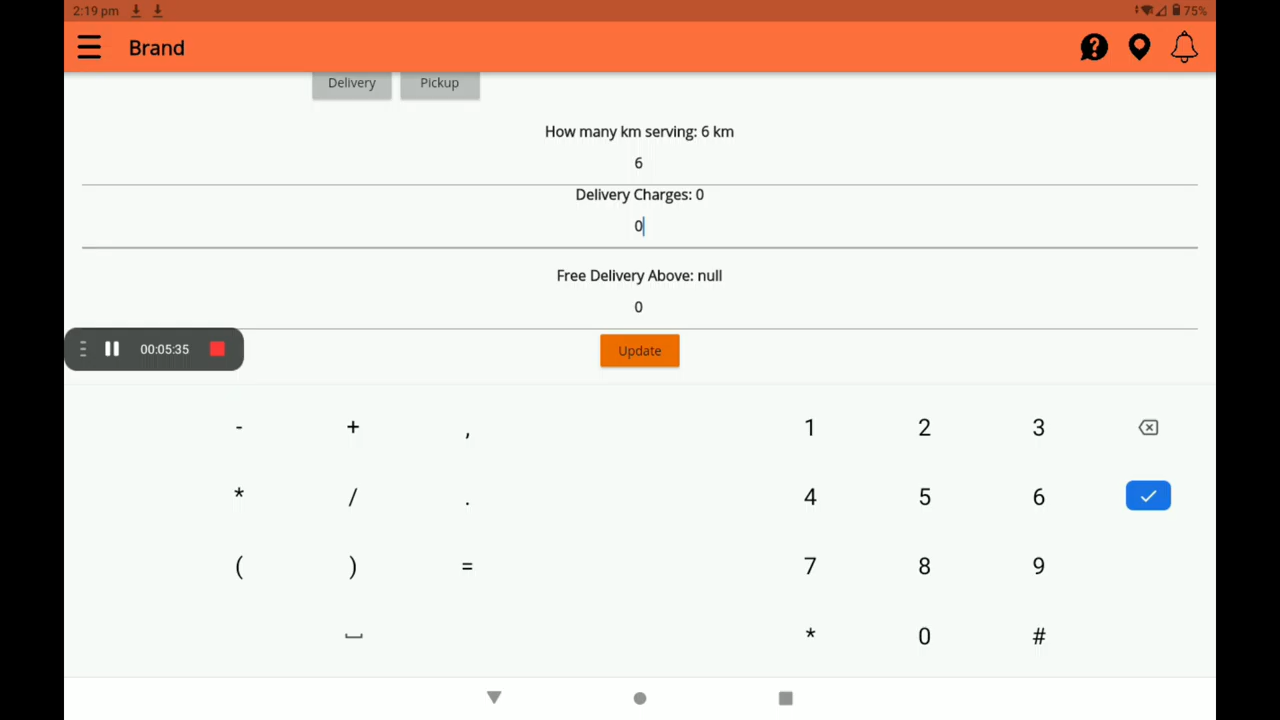 2:19 pm 75%
Brand
Delivery Pickup
How many km serving: 6 km
6
Delivery Charges: 0
0
Free Delivery Above: null
0
00:05:35
Update
- + , 1 2 3
* / . 4 5 6
( ) = 7 8 9
* 0 #